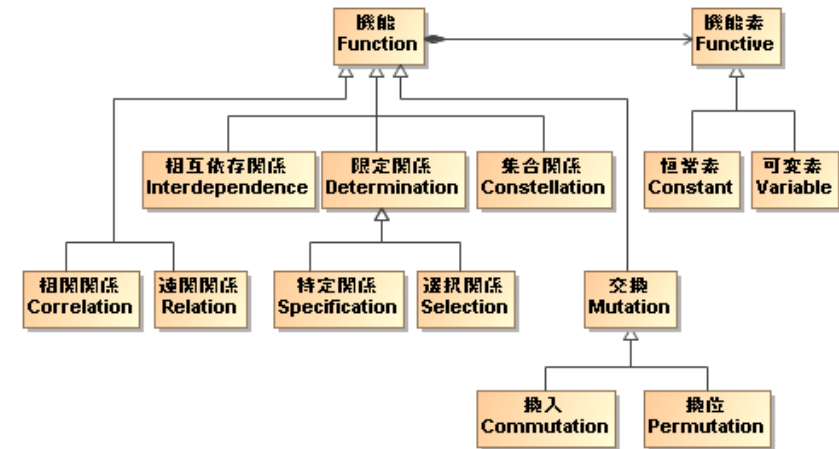 機能
Function
機能素
Functive
相互依存関係
Interdependence
限定関係
Determination
集合関係
Constellation
恒常素
Constant
可変素
Variable
相関関係
Correlation
連関関係
Relation
特定関係
Specification
選択関係
Selection
交換
Mutation
換入
Commutation
換位
Permutation